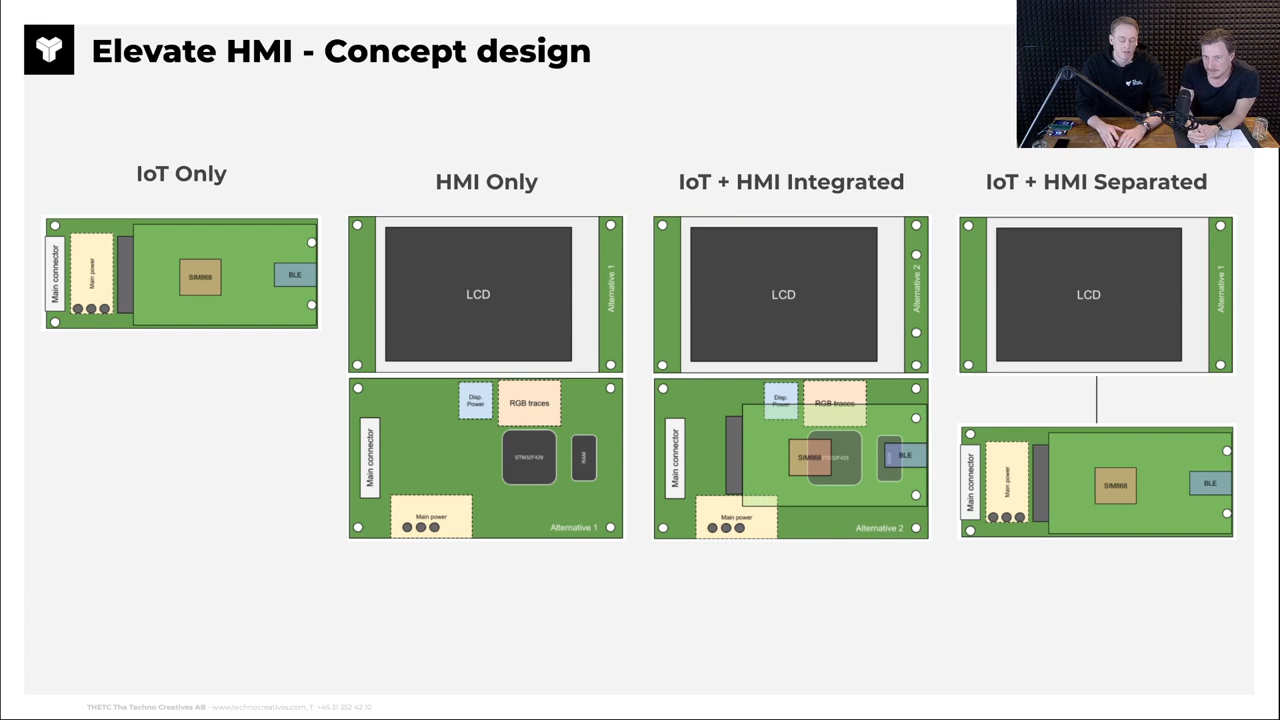 Elevate HMI - Concept design
IoT Only
Main connector
Main power
SIM868
BLE
HMI Only
LCD
Alternative 1
Disp. Power
RGB traces
Main connector
STM32F429
RAM
Main power
Alternative 1
IoT + HMI Integrated
LCD
Alternative 2
Disp.
Power
RGB traces
Main connector
SIM868
BLE
Main power
Alternative 2
IoT + HMI Separated
LCD
Alternative 1
Main connector
Main power
SIM868
BLE
THETC The Techno Creatives AB - www.technocreatives.com, T: +46 31 352 42 10